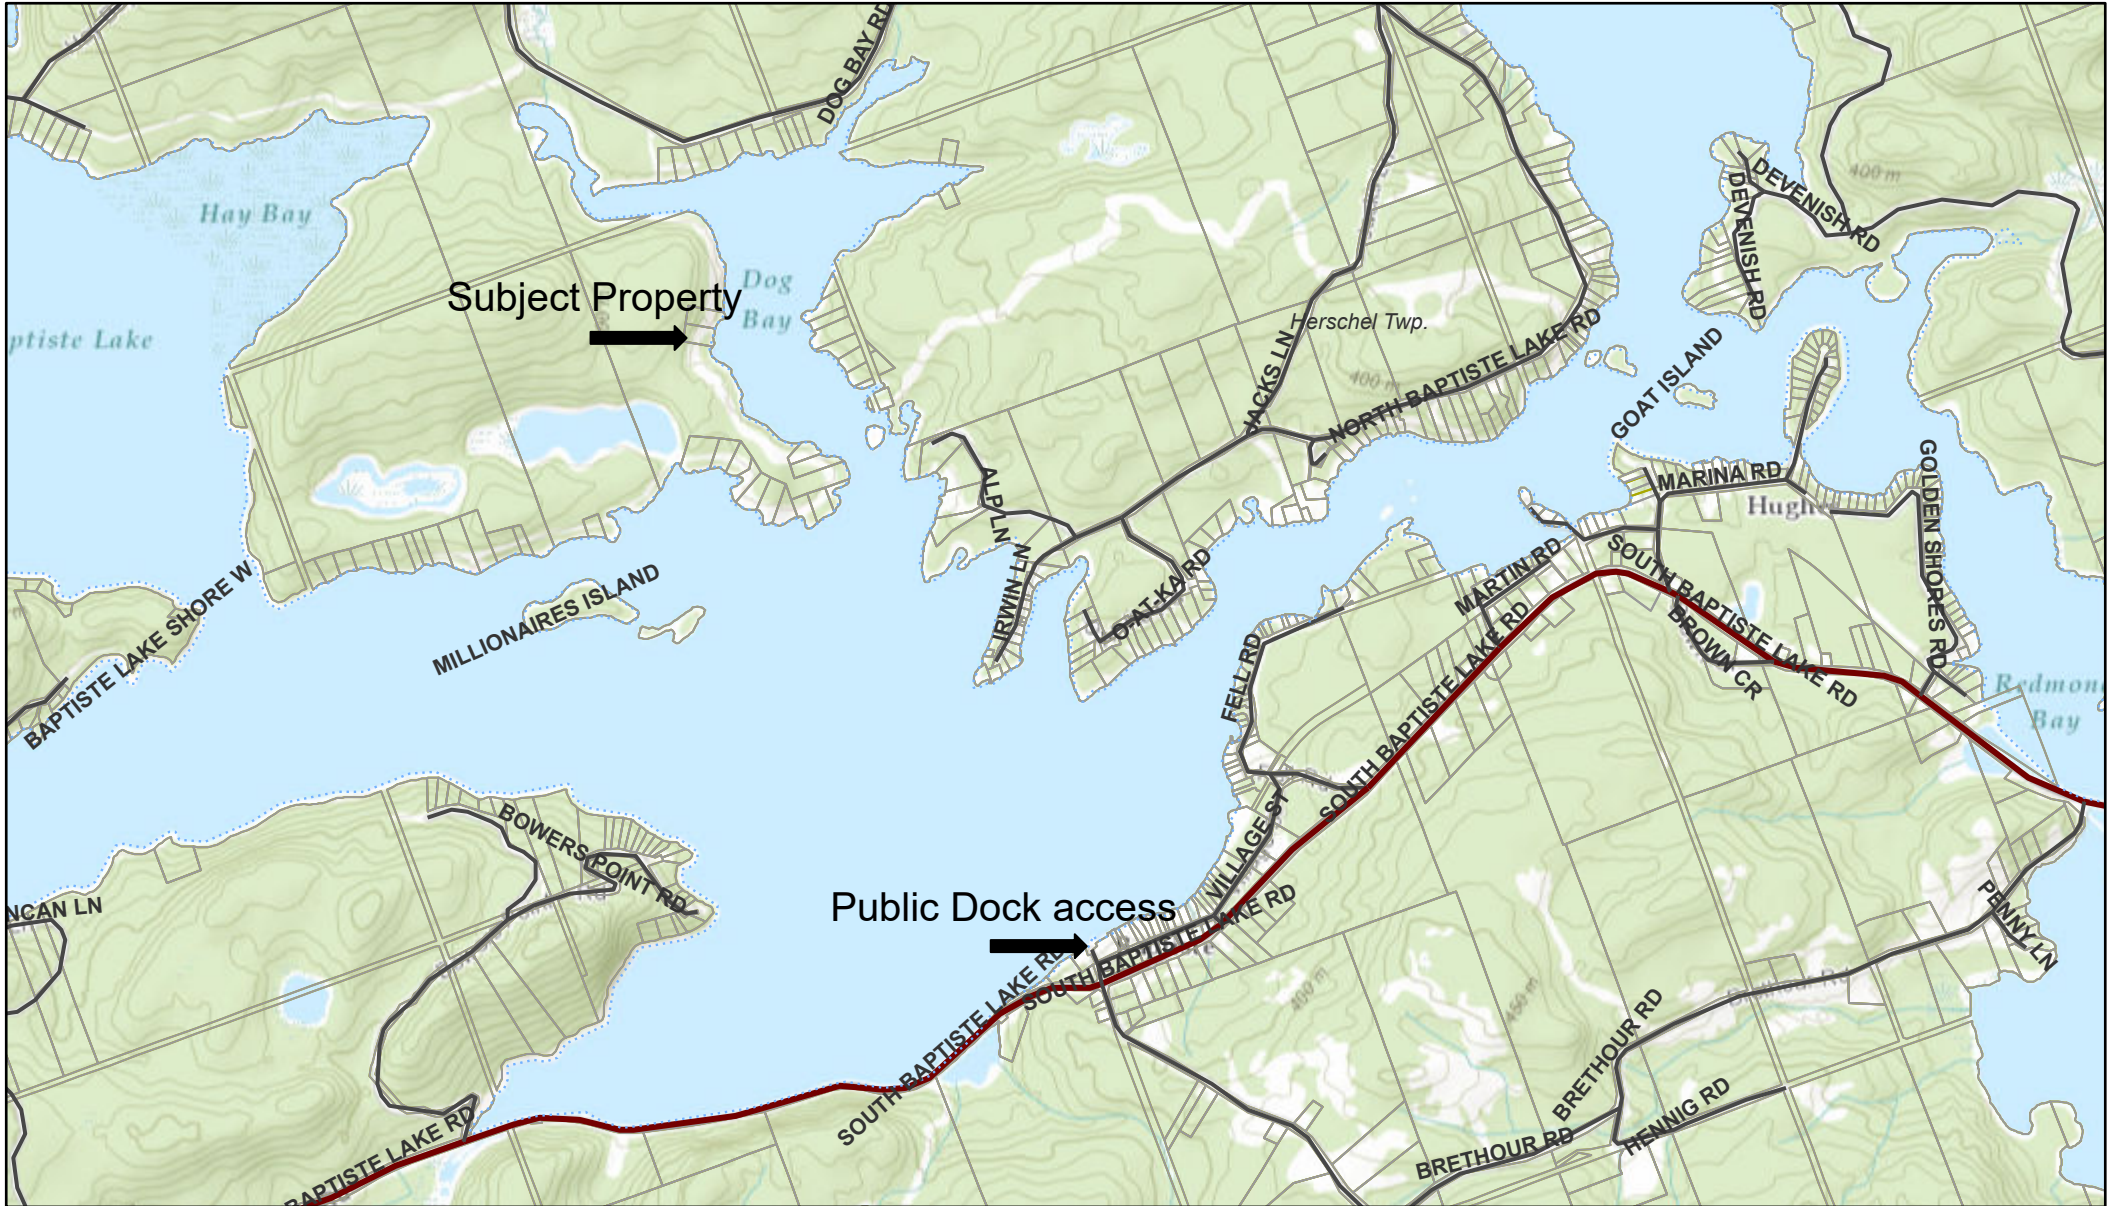 DOG BAY RD
Hay Bay
Dog
Bay
Subject Property
ptiste Lake
400 m
DEVENISH RD
DEVENISH RD
Herschel Twp.
JACKS LN
NORTH BAPTISTE LAKE RD
400 m
GOAT ISLAND
GOLDEN SHORES RD
MARINA RD
Hugh
ALP LN
IRWIN LN
O-AT-KA RD
MARTIN RD
SOUTH BAPTISTE LAKE RD
SOUTH BAPTISTE LAKE RD
BROWN CR
FELL RD
MILLIONAIRES ISLAND
BAPTISTE LAKE SHORE W
Redmon
Bay
BOWERS POINT RD
VILLAGE ST
Public Dock access
SOUTH BAPTISTE LAKE RD
SOUTH BAPTISTE LAKE RD
NCAN LN
PENNY LN
400 m
450 m
Brethour Rd
BRETHOUR RD
BRETHOUR RD
HENNIG RD
BAPTISTE LAKE RD